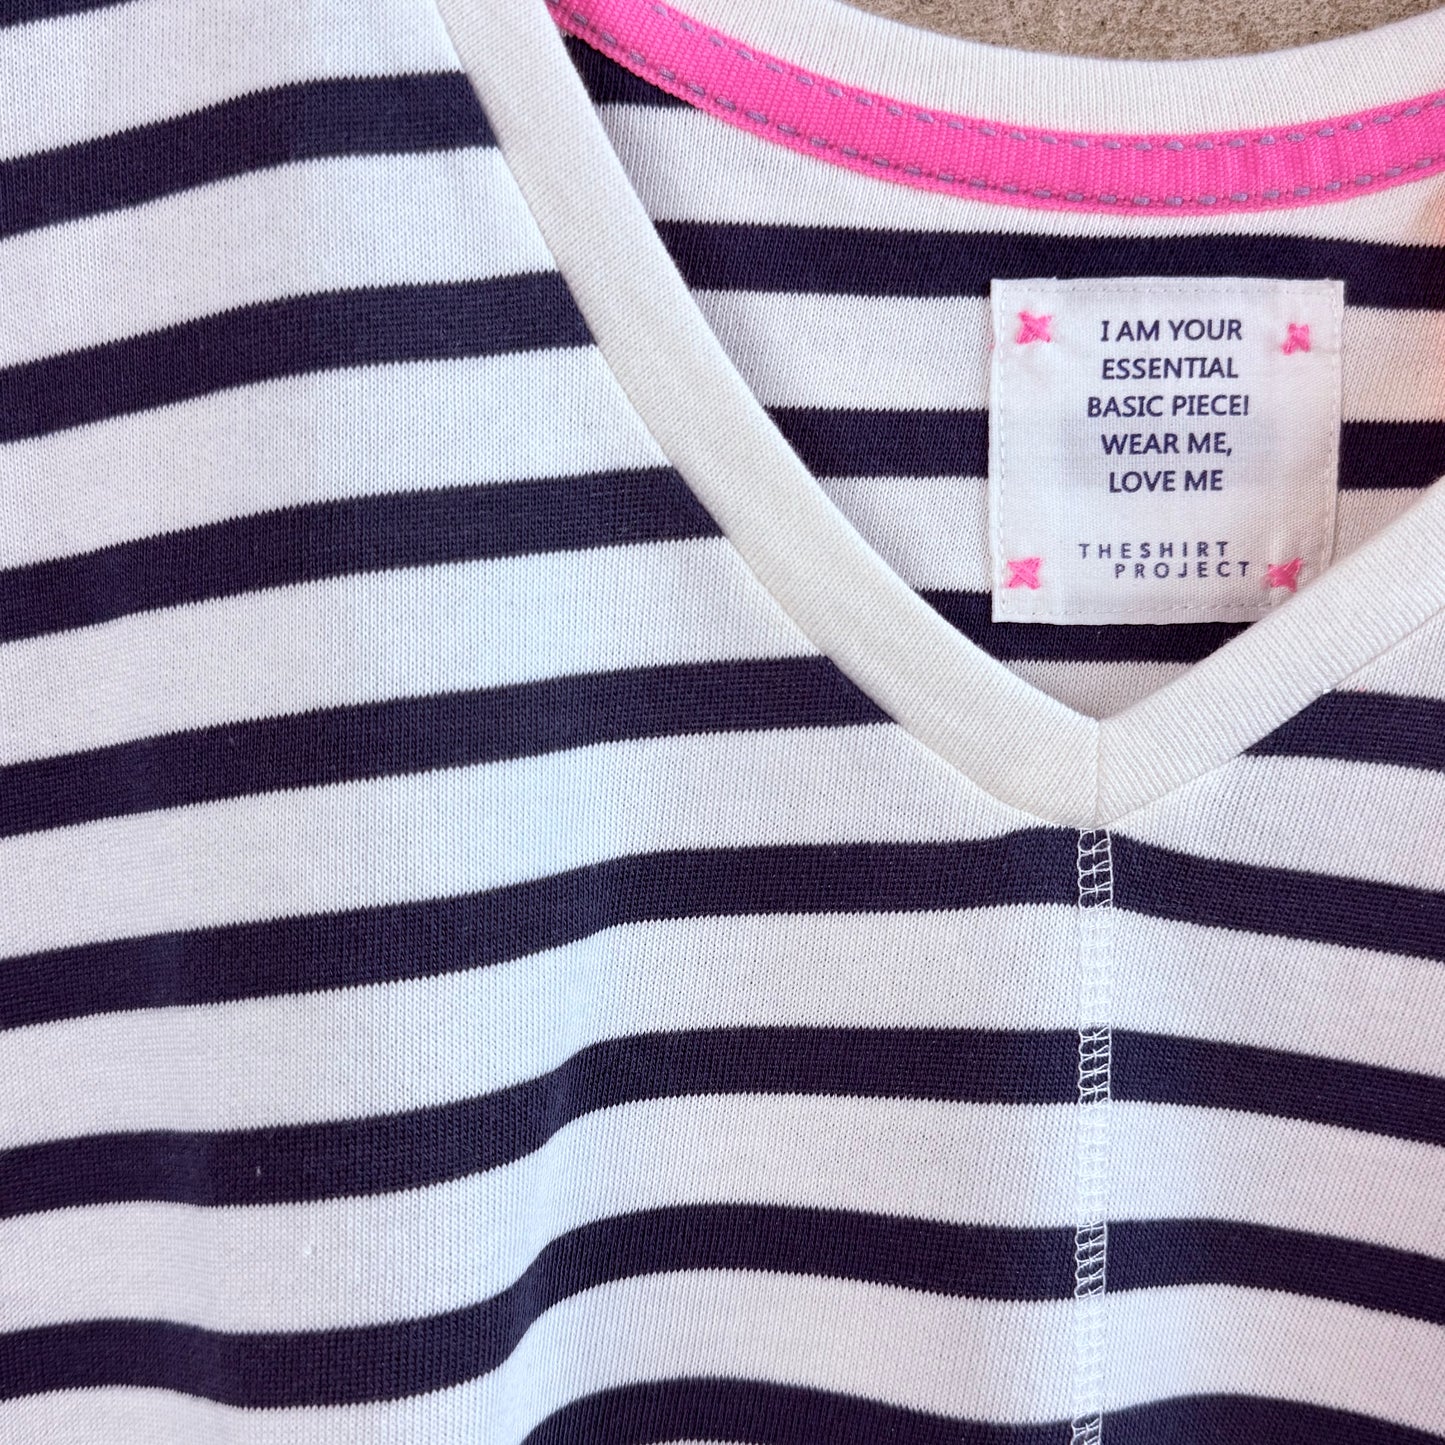 I AM YOUR
ESSENTIAL
BASIC PIECE!
WEAR ME,
LOVE ME
THESHIRT
PROJECT